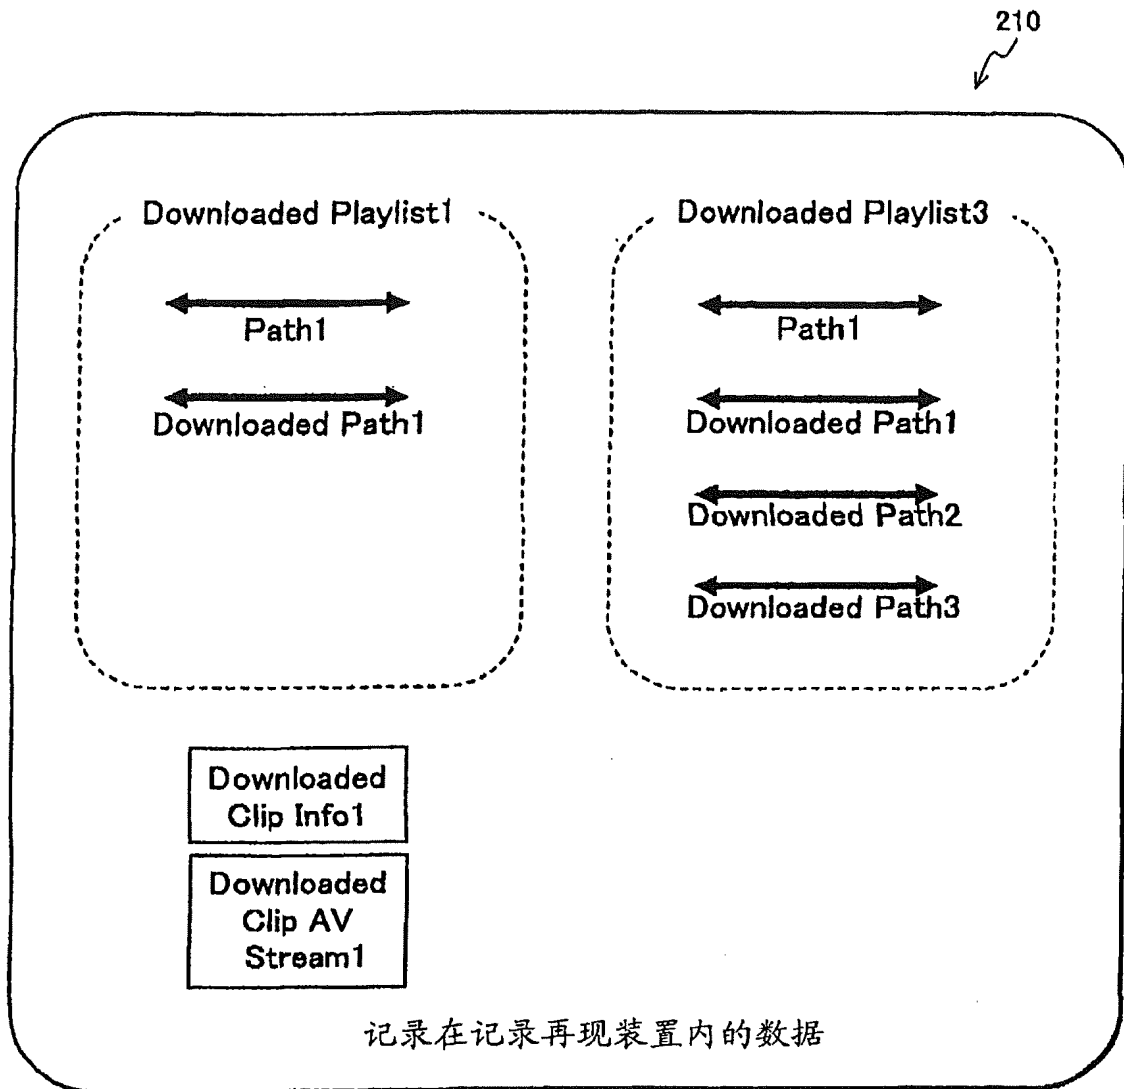 210
Downloaded Playlist1
Path1
Downloaded Path1
Downloaded Playlist3
Path1
Downloaded Path1
Downloaded Path2
Downloaded Path3
Downloaded
Clip Info1
Downloaded
Clip AV
Stream1
记录在记录再现装置内的数据